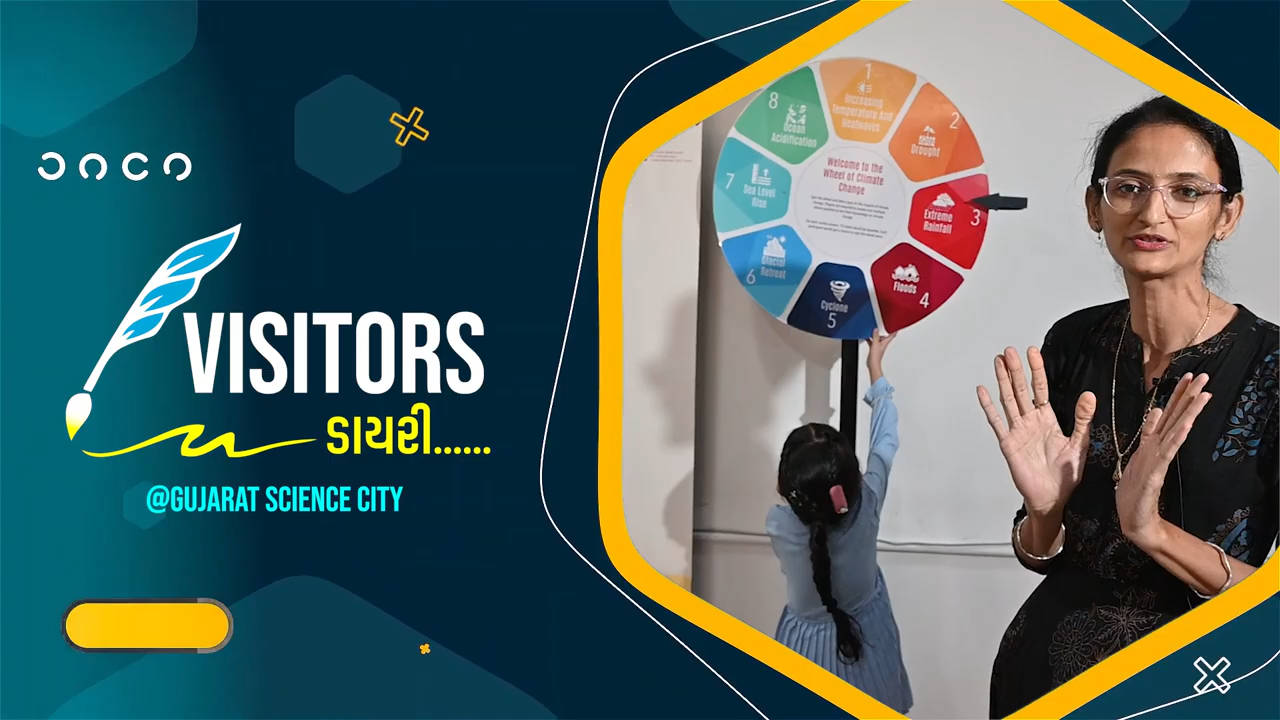 VISITORS
ડાયરી......
@GUJARAT SCIENCE CITY
1
Increasing
Temperature And
Heatwaves
2
Drought
Extreme
Rainfall
3
Floods
4
Cyclone
5
Glacial
Retreat
6
7
Sea Level
Rise
8
Ocean
Acidification
Welcome to the
Wheel of Climate
Change